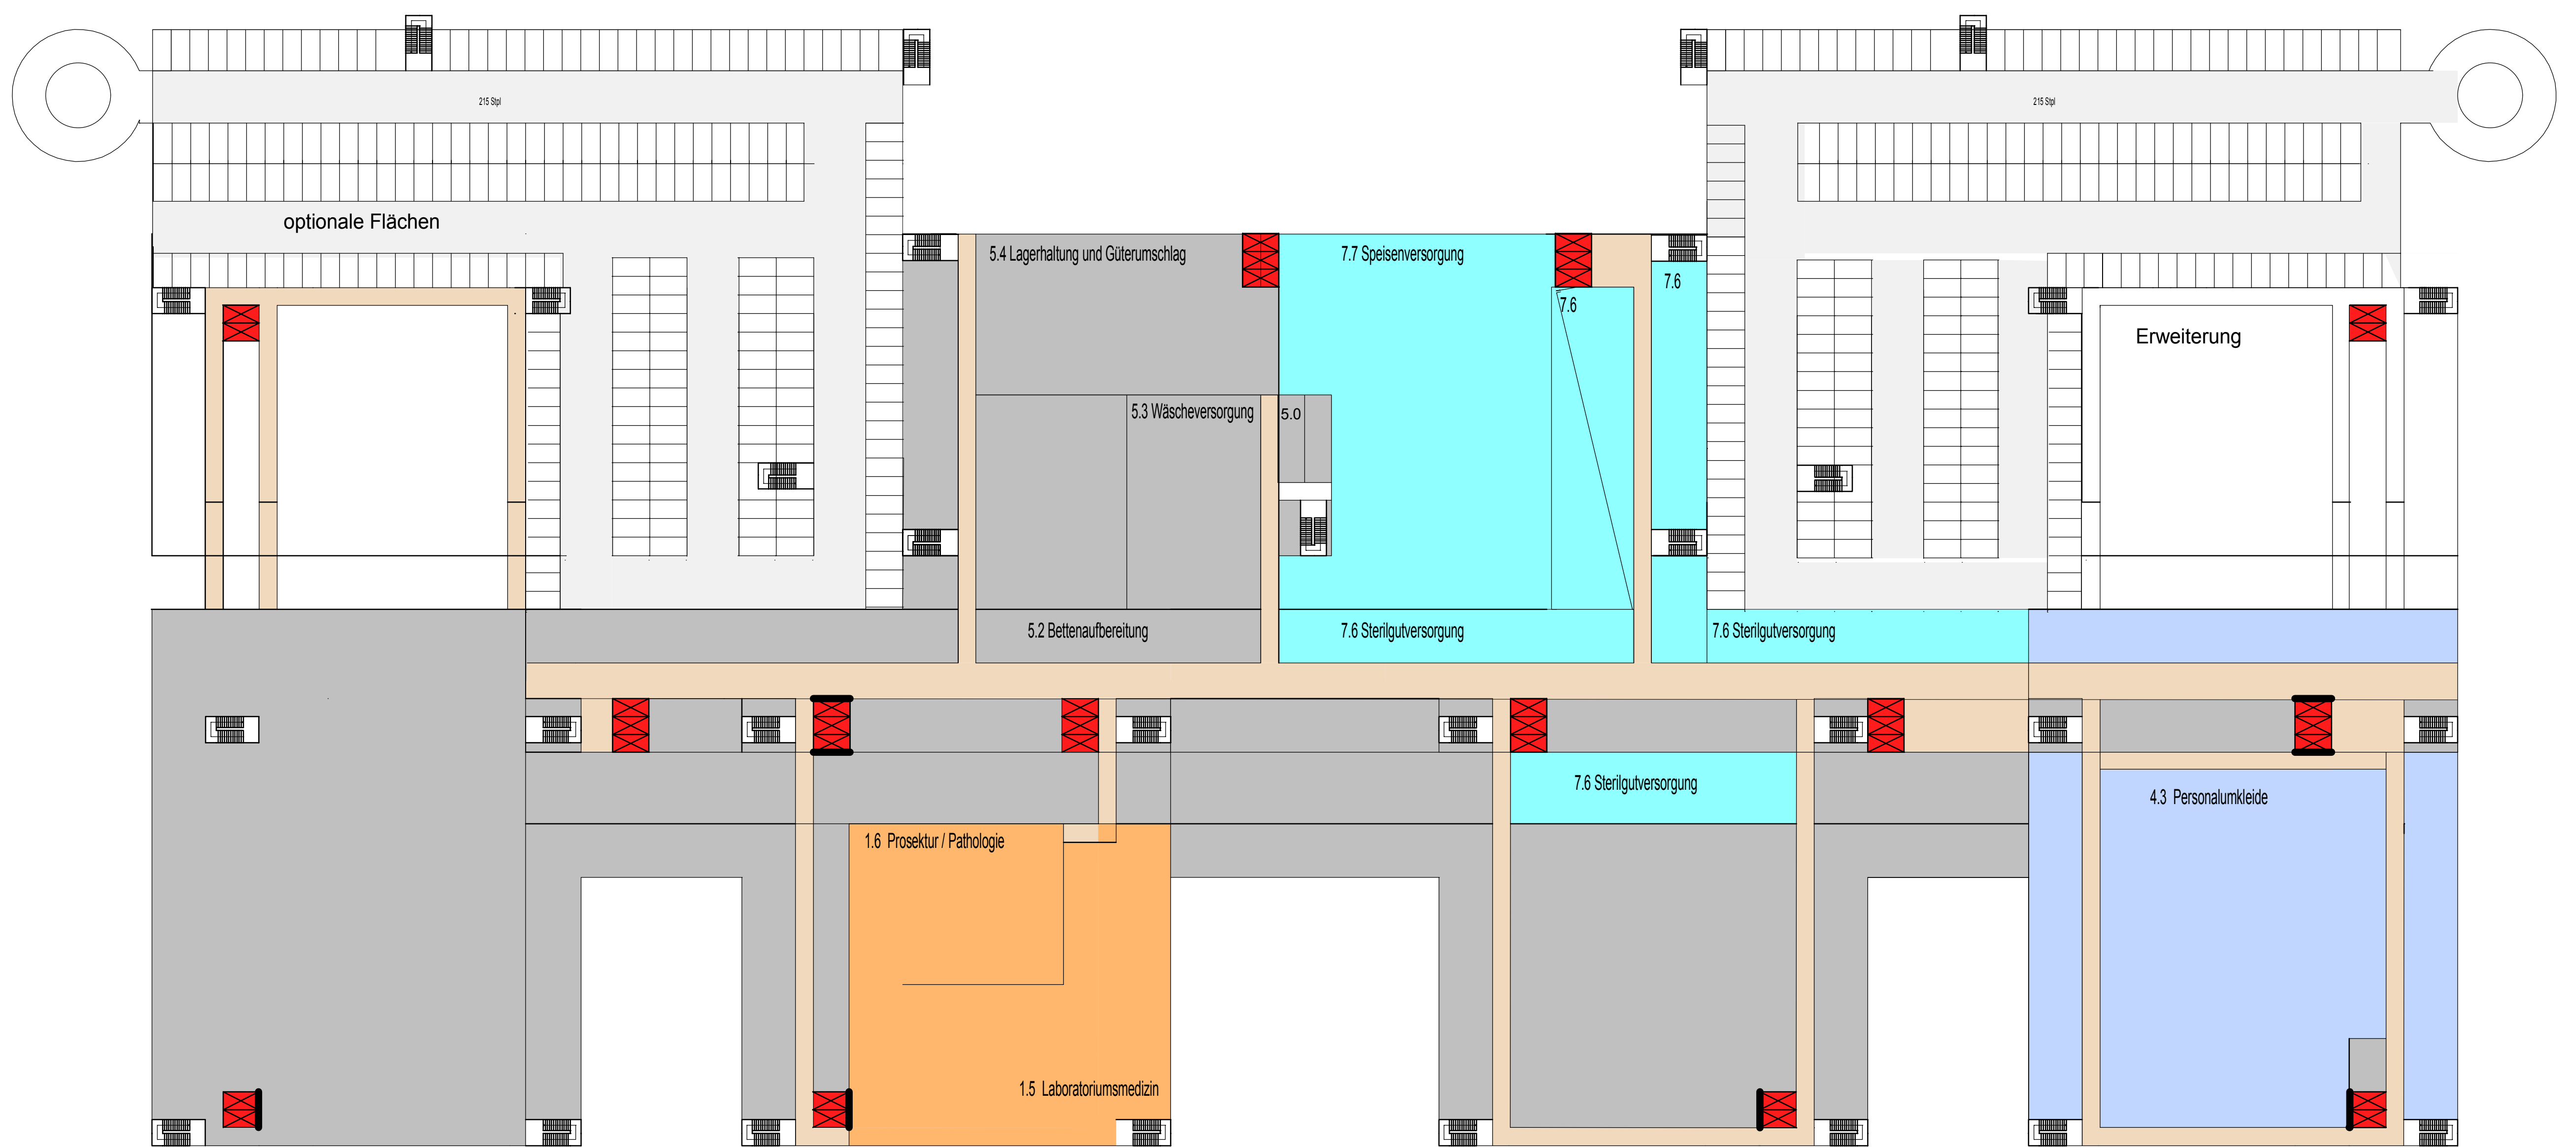 215 Stpl
215 Stpl
optionale Flächen
5.4 Lagerhaltung und Güterumschlag
7.7 Speisenversorgung
7.6
7.6
Erweiterung
5.3 Wäscheversorgung
5.0
5.2 Bettenaufbereitung
7.6 Sterilgutversorgung
7.6 Sterilgutversorgung
7.6 Sterilgutversorgung
4.3 Personalumkleide
1.6 Prosektur / Pathologie
1.5 Laboratoriumsmedizin